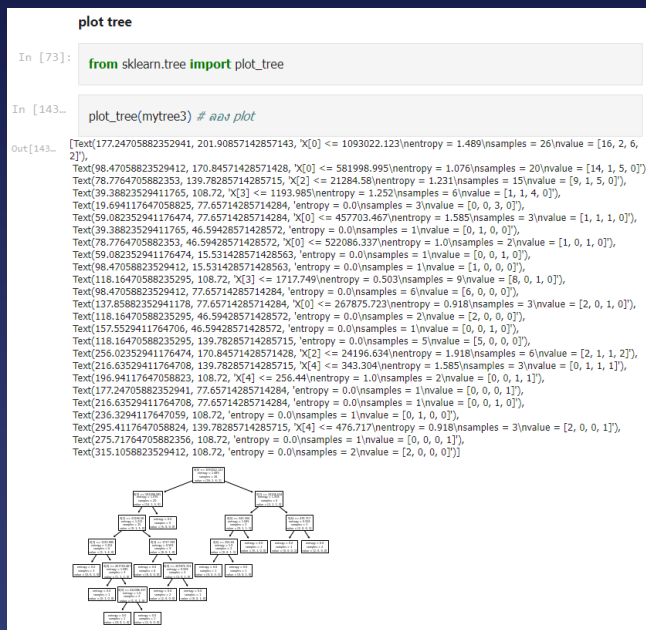 plot tree
In [73]:
from sklearn.tree import plot_tree
In [143…
plot_tree(mytree3) # ลอง plot
Out[143…
[Text(177.24705882352941, 201.90857142857143, 'X[0] <= 1093022.123\nentropy = 1.489\nsamples = 26\nvalue = [16, 2, 6,
2]'),
Text(98.47058823529412, 170.84571428571428, 'X[0] <= 581998.995\nentropy = 1.076\nsamples = 20\nvalue = [14, 1, 5, 0]'),
Text(78.7764705882353, 139.78285714285715, 'X[2] <= 21284.58\nentropy = 1.231\nsamples = 15\nvalue = [9, 1, 5, 0]'),
Text(39.38823529411765, 108.72, 'X[3] <= 1193.985\nentropy = 1.252\nsamples = 6\nvalue = [1, 1, 4, 0]'),
Text(19.694117647058825, 77.65714285714284, 'entropy = 0.0\nsamples = 3\nvalue = [0, 0, 3, 0]'),
Text(59.082352941176474, 77.65714285714284, 'X[0] <= 457703.467\nentropy = 1.585\nsamples = 3\nvalue = [1, 1, 1, 0]'),
Text(39.38823529411765, 46.59428571428572, 'entropy = 0.0\nsamples = 1\nvalue = [0, 1, 0, 0]'),
Text(78.7764705882353, 46.59428571428572, 'X[0] <= 522086.337\nentropy = 1.0\nsamples = 2\nvalue = [1, 0, 1, 0]'),
Text(59.082352941176474, 15.531428571428563, 'entropy = 0.0\nsamples = 1\nvalue = [0, 0, 1, 0]'),
Text(98.47058823529412, 15.531428571428563, 'entropy = 0.0\nsamples = 1\nvalue = [1, 0, 0, 0]'),
Text(118.16470588235295, 108.72, 'X[3] <= 1717.749\nentropy = 0.503\nsamples = 9\nvalue = [8, 0, 1, 0]'),
Text(98.47058823529412, 77.65714285714284, 'entropy = 0.0\nsamples = 6\nvalue = [6, 0, 0, 0]'),
Text(137.85882352941178, 77.65714285714284, 'X[0] <= 267875.723\nentropy = 0.918\nsamples = 3\nvalue = [2, 0, 1, 0]'),
Text(118.16470588235295, 46.59428571428572, 'entropy = 0.0\nsamples = 2\nvalue = [2, 0, 0, 0]'),
Text(157.5529411764706, 46.59428571428572, 'entropy = 0.0\nsamples = 1\nvalue = [0, 0, 1, 0]'),
Text(118.16470588235295, 139.78285714285715, 'entropy = 0.0\nsamples = 5\nvalue = [5, 0, 0, 0]'),
Text(256.02352941176474, 170.84571428571428, 'X[2] <= 24196.634\nentropy = 1.918\nsamples = 6\nvalue = [2, 1, 1, 2]'),
Text(216.63529411764708, 139.78285714285715, 'X[4] <= 343.304\nentropy = 1.585\nsamples = 3\nvalue = [0, 1, 1, 1]'),
Text(196.94117647058823, 108.72, 'X[4] <= 256.44\nentropy = 1.0\nsamples = 2\nvalue = [0, 0, 1, 1]'),
Text(177.24705882352941, 77.65714285714284, 'entropy = 0.0\nsamples = 1\nvalue = [0, 0, 0, 1]'),
Text(216.63529411764708, 77.65714285714284, 'entropy = 0.0\nsamples = 1\nvalue = [0, 0, 1, 0]'),
Text(236.3294117647059, 108.72, 'entropy = 0.0\nsamples = 1\nvalue = [0, 1, 0, 0]'),
Text(295.4117647058824, 139.78285714285715, 'X[4] <= 476.717\nentropy = 0.918\nsamples = 3\nvalue = [2, 0, 0, 1]'),
Text(275.71764705882356, 108.72, 'entropy = 0.0\nsamples = 1\nvalue = [0, 0, 0, 1]'),
Text(315.1058823529412, 108.72, 'entropy = 0.0\nsamples = 2\nvalue = [2, 0, 0, 0]')]